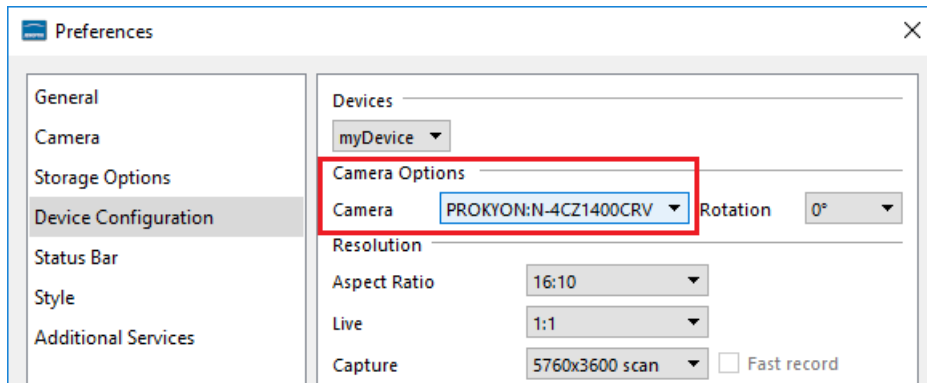 Preferences
General
Camera
Storage Options
Device Configuration
Status Bar
Style
Additional Services
Devices
myDevice
Camera Options
Camera PROKYON:N-4CZ1400CRV Rotation 0°
Resolution
Aspect Ratio 16:10
Live 1:1
Capture 5760x3600 scan Fast record